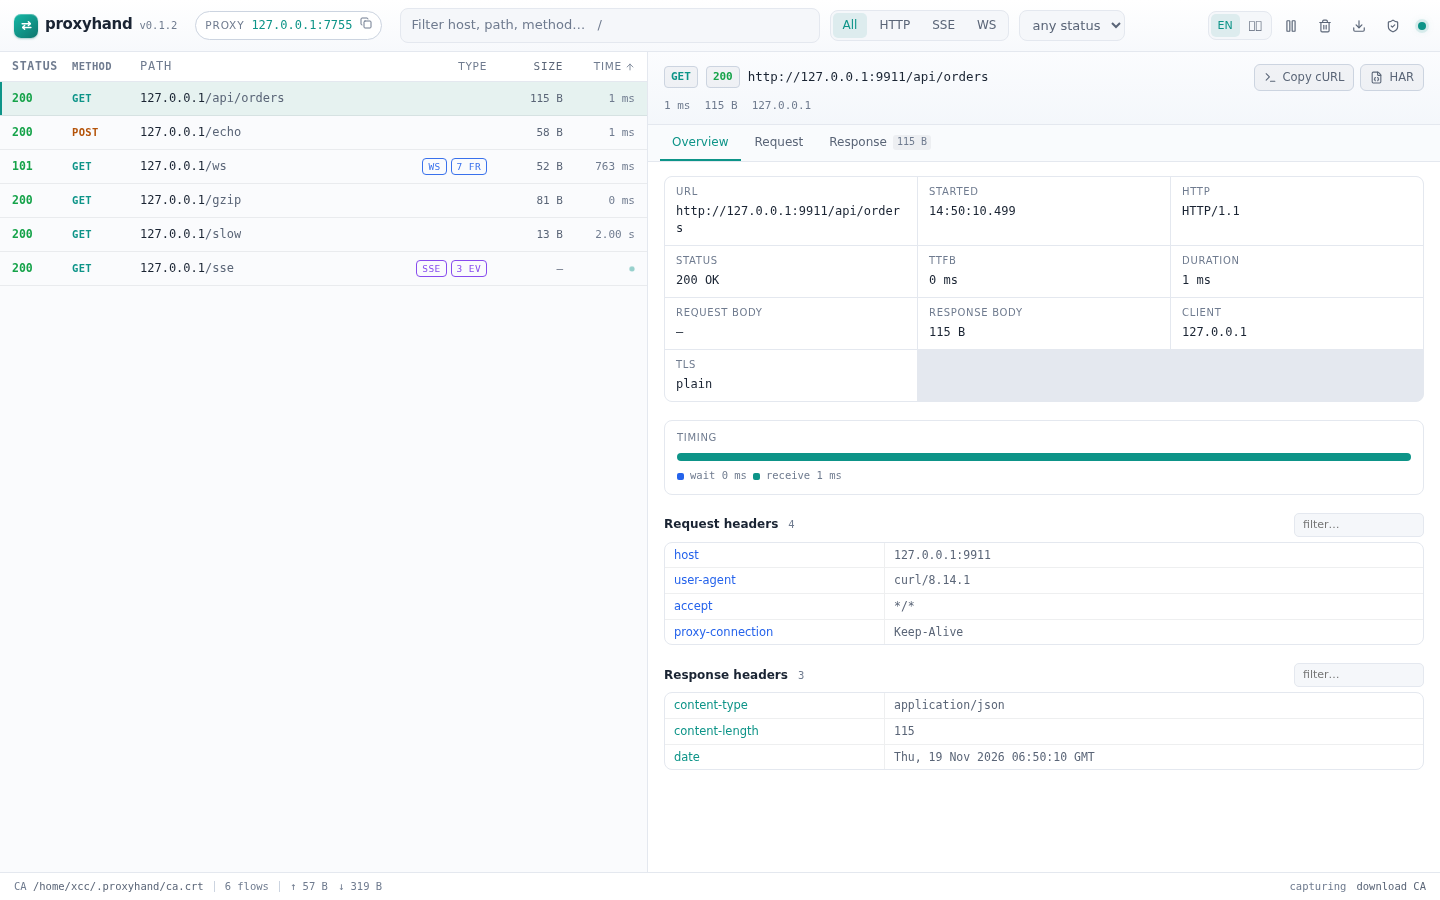 proxyhand v0.1.2 PROXY 127.0.0.1:7755 Filter host, path, method… / All HTTP SSE WS any status EN
STATUS METHOD PATH TYPE SIZE TIME ↑
200 GET 127.0.0.1/api/orders 115 B 1 ms
200 POST 127.0.0.1/echo 58 B 1 ms
101 GET 127.0.0.1/ws WS 7 FR 52 B 763 ms
200 GET 127.0.0.1/gzip 81 B 0 ms
200 GET 127.0.0.1/slow 13 B 2.00 s
200 GET 127.0.0.1/sse SSE 3 EV —
GET 200 http://127.0.0.1:9911/api/orders Copy cURL HAR
1 ms 115 B 127.0.0.1
Overview Request Response 115 B
URL STARTED HTTP
http://127.0.0.1:9911/api/order 14:50:10.499 HTTP/1.1
s
STATUS TTFB DURATION
200 OK 0 ms 1 ms
REQUEST BODY RESPONSE BODY CLIENT
— 115 B 127.0.0.1
TLS
plain
TIMING
wait 0 ms receive 1 ms
Request headers 4 filter…
host 127.0.0.1:9911
user-agent curl/8.14.1
accept */*
proxy-connection Keep-Alive
Response headers 3 filter…
content-type application/json
content-length 115
date Thu, 19 Nov 2026 06:50:10 GMT
CA /home/xcc/.proxyhand/ca.crt 6 flows ↑ 57 B ↓ 319 B capturing download CA